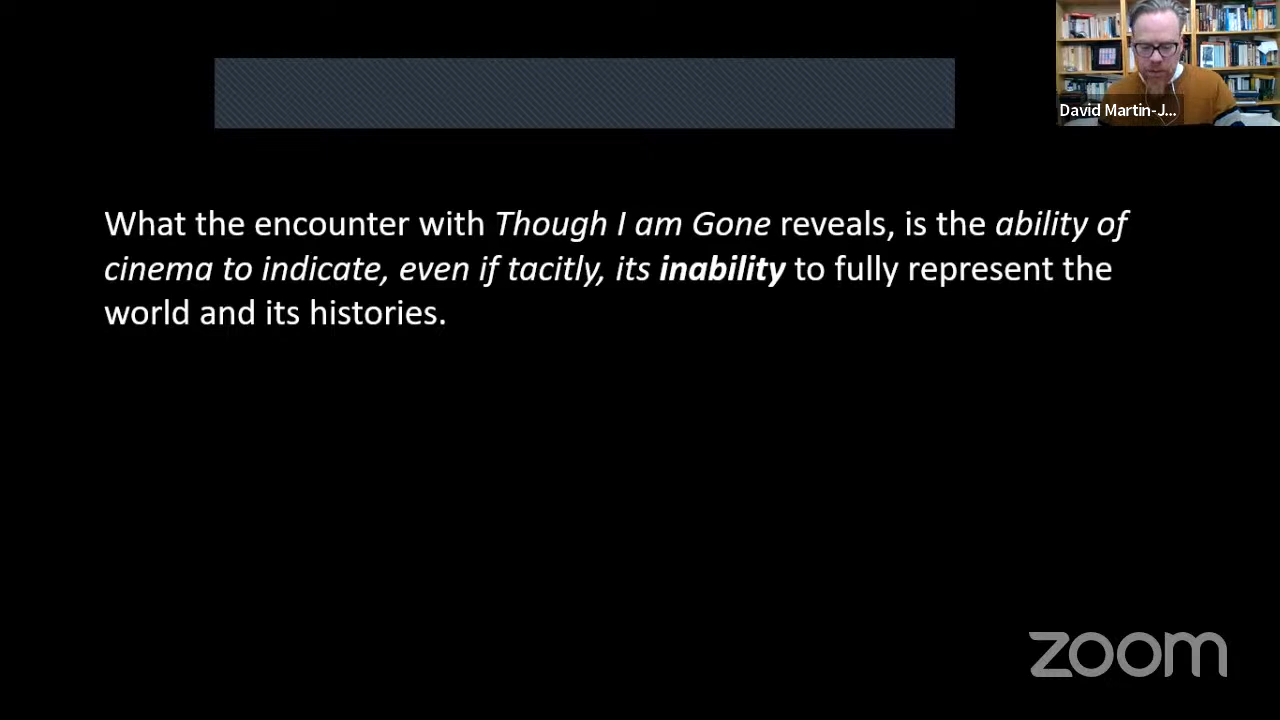 David Martin-J...
What the encounter with Though I am Gone reveals, is the ability of
cinema to indicate, even if tacitly, its inability to fully represent the
world and its histories.
zoom